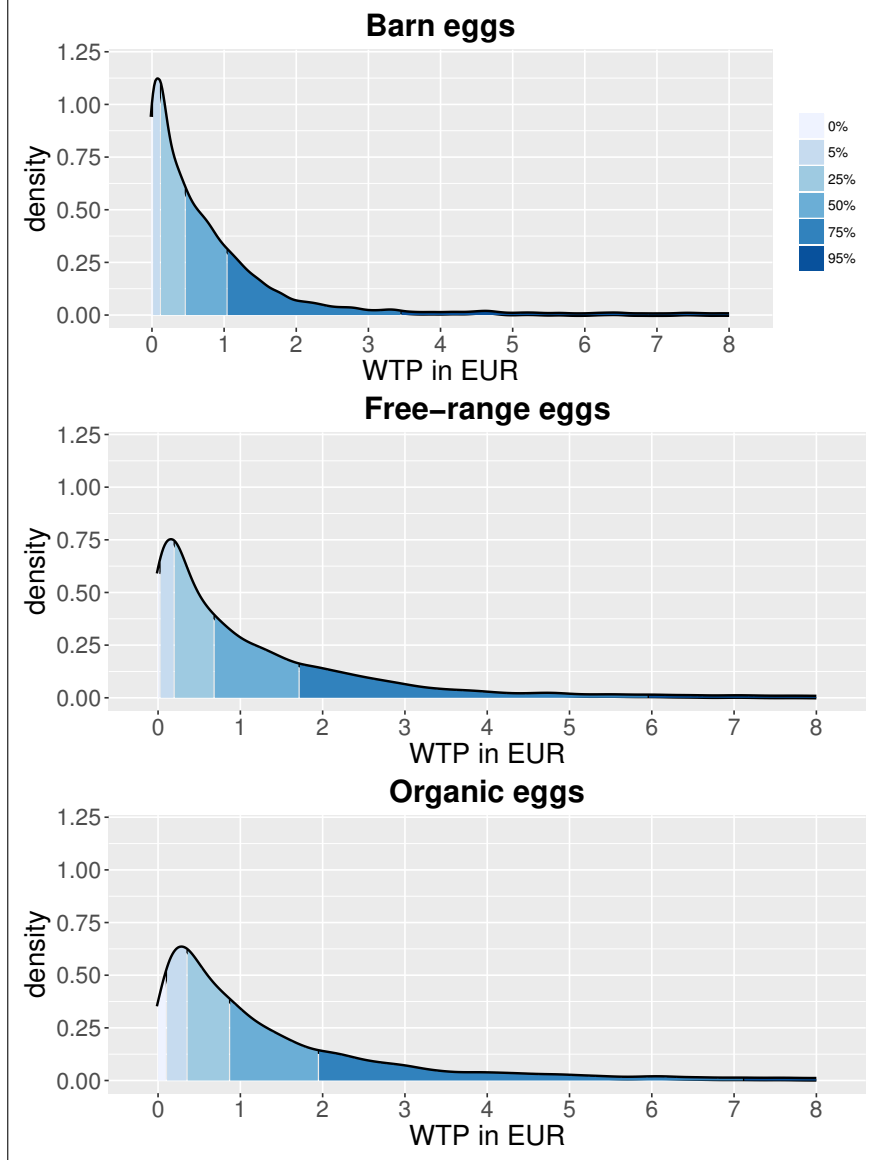 Barn eggs
1.25
1.00
0.75
0.50
0.25
0.00
density
0 1 2 3 4 5 6 7 8
WTP in EUR
0%
5%
25%
50%
75%
95%
Free−range eggs
1.25
1.00
0.75
0.50
0.25
0.00
density
0 1 2 3 4 5 6 7 8
WTP in EUR
Organic eggs
1.25
1.00
0.75
0.50
0.25
0.00
density
0 1 2 3 4 5 6 7 8
WTP in EUR